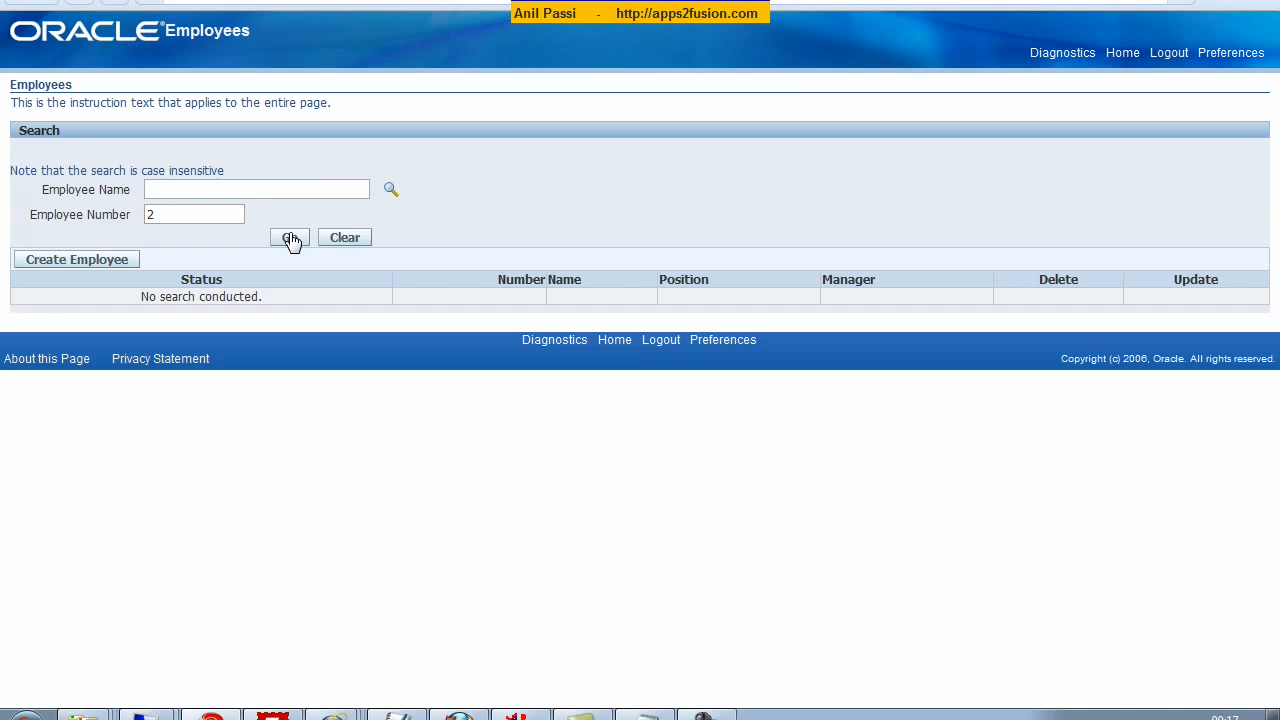 Anil Passi - http://apps2fusion.com
ORACLE Employees
Diagnostics Home Logout Preferences
Employees
This is the instruction text that applies to the entire page.
Search
Note that the search is case insensitive
Employee Name
Employee Number 2
Clear
Create Employee
Status Number Name Position Manager Delete Update
No search conducted.
Diagnostics Home Logout Preferences
About this Page Privacy Statement Copyright (c) 2006, Oracle. All rights reserved.